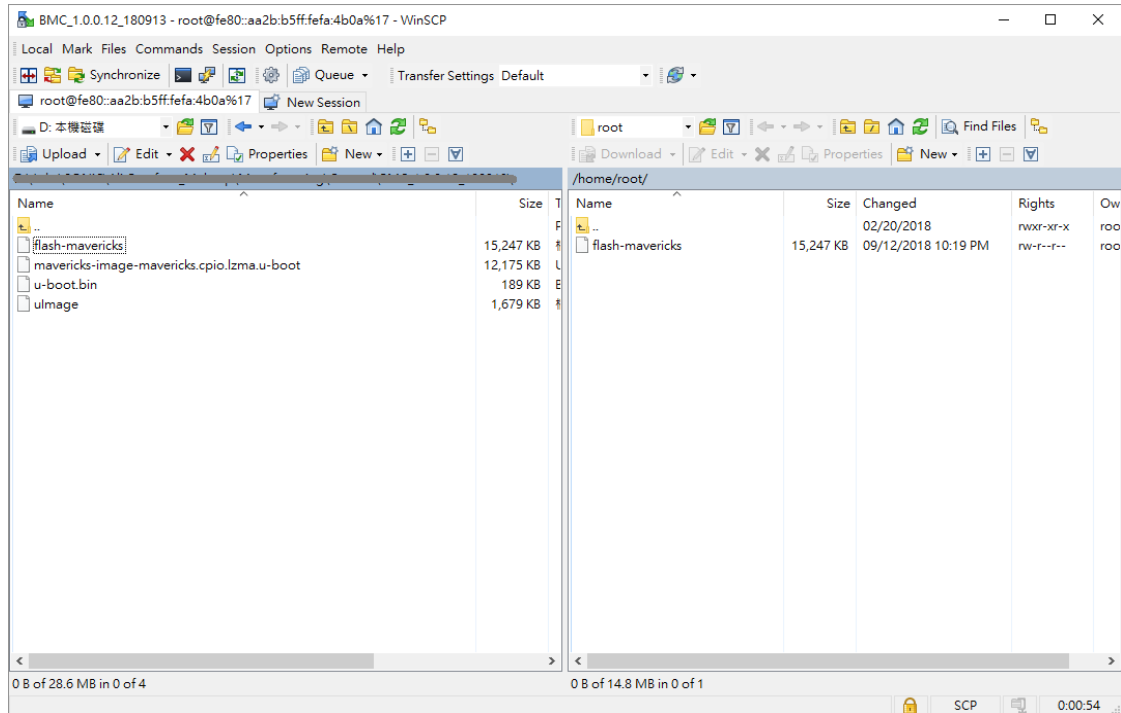 BMC_1.0.0.12_180913 - root@fe80::aa2b:b5ff:fefa:4b0a%17 - WinSCP
Local Mark Files Commands Session Options Remote Help
Synchronize Queue Transfer Settings Default
root@fe80::aa2b:b5ff:fefa:4b0a%17 New Session
D: 本機磁碟
root Find Files
Upload Edit Properties New
Download Edit Properties New
/home/root/
Name Size
Name Size Changed Rights Ow
..
.. 02/20/2018 rwxr-xr-x roo
flash-mavericks 15,247 KB
flash-mavericks 15,247 KB 09/12/2018 10:19 PM rw-r--r-- roo
mavericks-image-mavericks.cpio.lzma.u-boot 12,175 KB
u-boot.bin 189 KB
uImage 1,679 KB
0 B of 28.6 MB in 0 of 4
0 B of 14.8 MB in 0 of 1
SCP 0:00:54